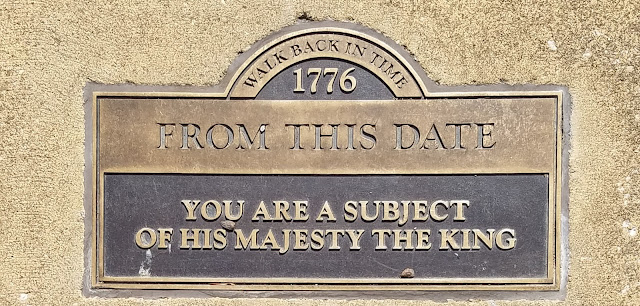 WALK BACK IN TIME
1776
FROM THIS DATE
YOU ARE A SUBJECT
OF HIS MAJESTY THE KING